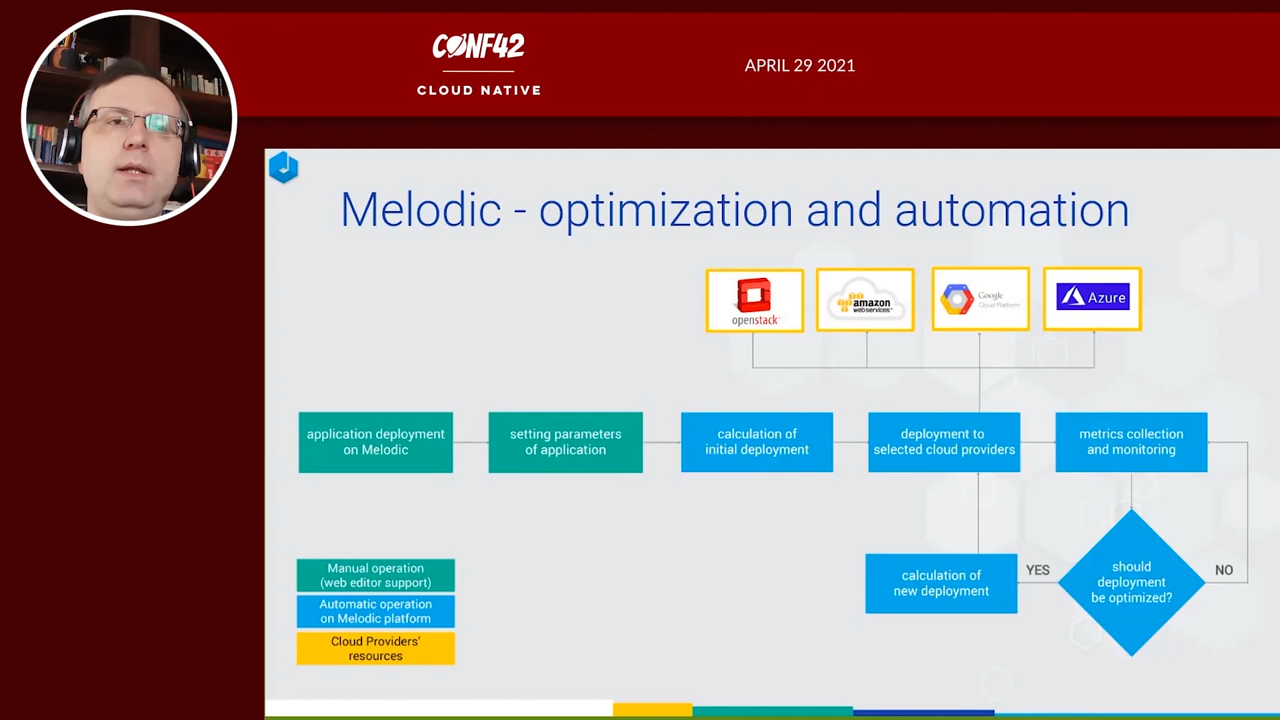 CONF42
CLOUD NATIVE
APRIL 29 2021
Melodic - optimization and automation
openstack
amazon
webservices
Google
Cloud Platform
Azure
application deployment
on Melodic
setting parameters
of application
calculation of
initial deployment
deployment to
selected cloud providers
metrics collection
and monitoring
calculation of
new deployment
YES
should
deployment
be optimized?
NO
Manual operation
(web editor support)
Automatic operation
on Melodic platform
Cloud Providers'
resources